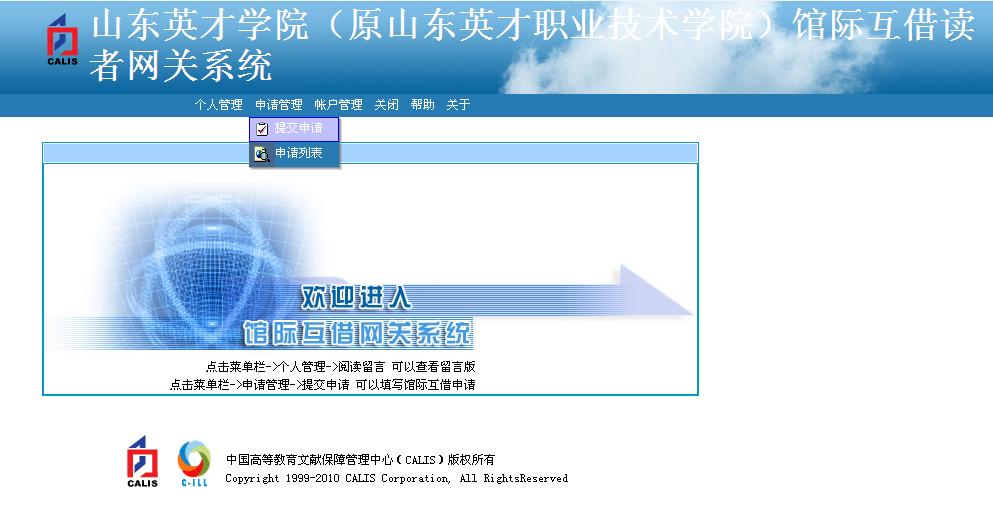 CALIS
山东英才学院（原山东英才职业技术学院）馆际互借读
者网关系统
个人管理 申请管理 帐户管理 关闭 帮助 关于
提交申请
申请列表
欢迎进入
馆际互借网关系统
点击菜单栏->个人管理->阅读留言 可以查看留言版
点击菜单栏->申请管理->提交申请 可以填写馆际互借申请
CALIS
C-ILL
中国高等教育文献保障管理中心(CALIS)版权所有
Copyright 1999-2010 CALIS Corporation, All RightsReserved